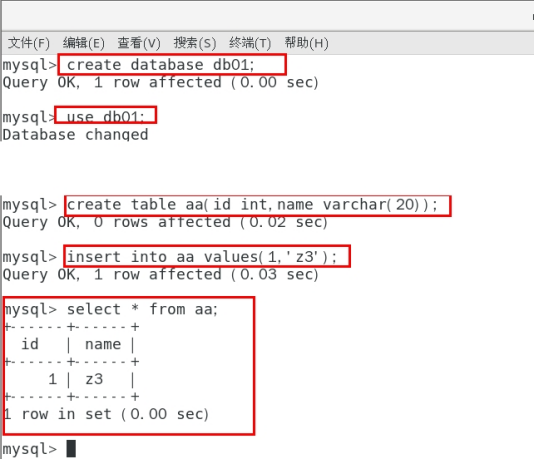 文件(F) 编辑(E) 查看(V) 搜索(S) 终端(T) 帮助(H)
mysql> create database db01;
Query OK, 1 row affected (0.00 sec)
mysql> use db01;
Database changed
mysql> create table aa(id int,name varchar(20));
Query OK, 0 rows affected (0.02 sec)
mysql> insert into aa values(1,'z3');
Query OK, 1 row affected (0.03 sec)
mysql> select * from aa;
+------+------+
id | name |
+------+------+
1 | z3 |
+------+------+
1 row in set (0.00 sec)
mysql>